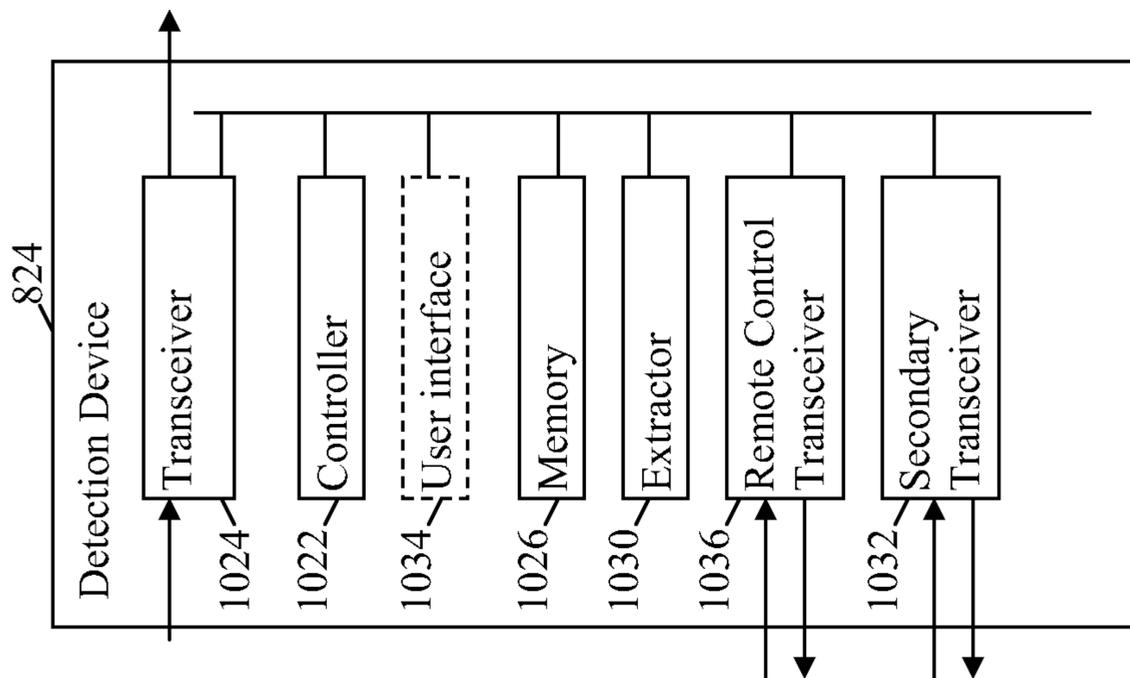 824
Detection Device
Transceiver
1024
Controller
1022
User interface
1034
Memory
1026
Extractor
1030
Remote Control
Transceiver
1036
Secondary
Transceiver
1032